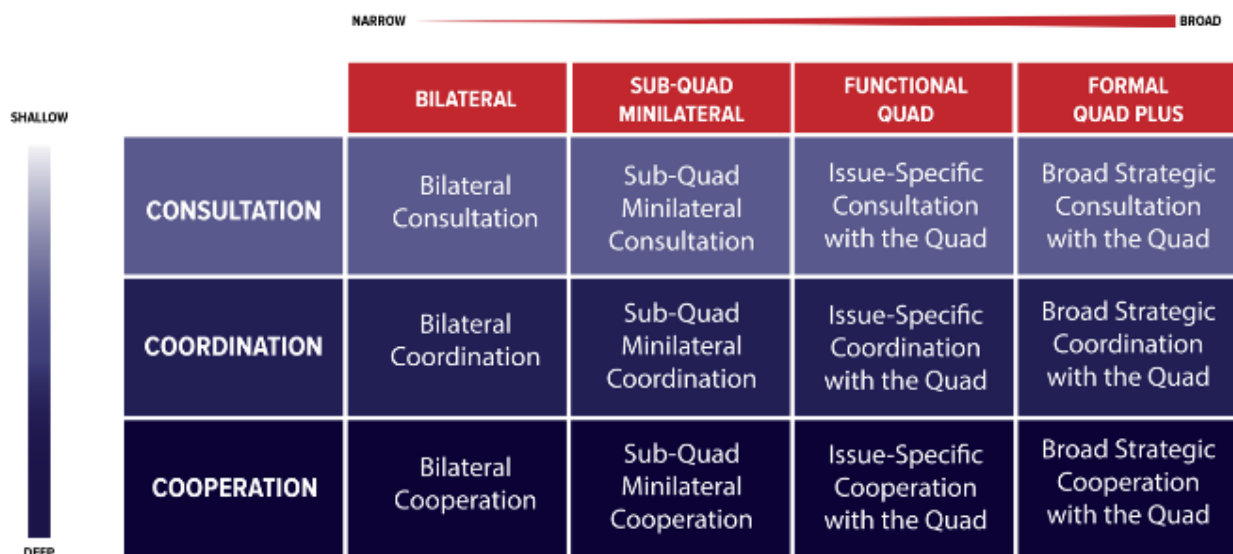 NARROW
BROAD
BILATERAL
SUB-QUAD
MINILATERAL
FUNCTIONAL
QUAD
FORMAL
QUAD PLUS
SHALLOW
CONSULTATION
Bilateral
Consultation
Sub-Quad
Minilateral
Consultation
Issue-Specific
Consultation
with the Quad
Broad Strategic
Consultation
with the Quad
COORDINATION
Bilateral
Coordination
Sub-Quad
Minilateral
Coordination
Issue-Specific
Coordination
with the Quad
Broad Strategic
Coordination
with the Quad
COOPERATION
Bilateral
Cooperation
Sub-Quad
Minilateral
Cooperation
Issue-Specific
Cooperation
with the Quad
Broad Strategic
Cooperation
with the Quad
DEEP